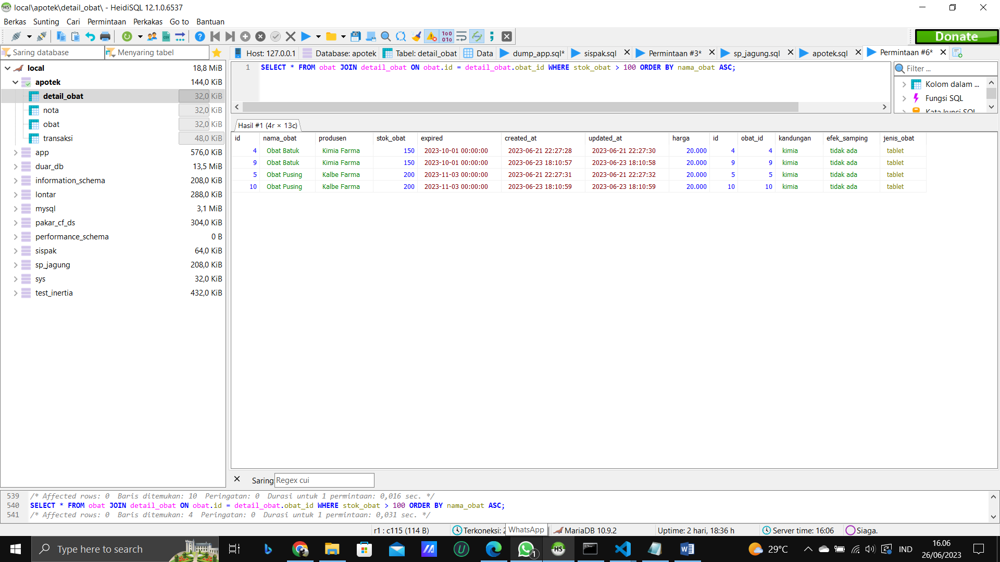 local\apotek\detail_obat\ - HeidiSQL 12.1.0.6537
Berkas Sunting Cari Permintaan Perkakas Go to Bantuan
Donate
Saring database Menyaring tabel
Host: 127.0.0.1 Database: apotek Tabel: detail_obat Data dump_app.sql* sispak.sql Permintaan #3* sp_jagung.sql apotek.sql Permintaan #6*
local 18,8 MiB
apotek 144,0 KiB
detail_obat 32,0 KiB
nota 32,0 KiB
obat 32,0 KiB
transaksi 48,0 KiB
app 576,0 KiB
duar_db 13,5 MiB
information_schema 208,0 KiB
lontar 288,0 KiB
mysql 3,1 MiB
pakar_cf_ds 304,0 KiB
performance_schema 0 B
sispak 64,0 KiB
sp_jagung 208,0 KiB
sys 32,0 KiB
test_inertia 432,0 KiB
1 SELECT * FROM obat JOIN detail_obat ON obat.id = detail_obat.obat_id WHERE stok_obat > 100 ORDER BY nama_obat ASC;
Filter ...
Kolom dalam ...
Fungsi SQL
Kata kunci SQL
Hasil #1 (4r × 13c)
id nama_obat produsen stok_obat expired created_at updated_at harga id obat_id kandungan efek_samping jenis_obat
4 Obat Batuk Kimia Farma 150 2023-10-01 00:00:00 2023-06-21 22:27:28 2023-06-21 22:27:30 20.000 4 4 kimia tidak ada tablet
9 Obat Batuk Kimia Farma 150 2023-10-01 00:00:00 2023-06-23 18:10:57 2023-06-23 18:10:58 20.000 9 9 kimia tidak ada tablet
5 Obat Pusing Kalbe Farma 200 2023-11-03 00:00:00 2023-06-21 22:27:31 2023-06-21 22:27:32 20.000 5 5 kimia tidak ada tablet
10 Obat Pusing Kalbe Farma 200 2023-11-03 00:00:00 2023-06-23 18:10:59 2023-06-23 18:10:59 20.000 10 10 kimia tidak ada tablet
Saring Regex cui
539 /* Affected rows: 0 Baris ditemukan: 10 Peringatan: 0 Durasi untuk 1 permintaan: 0,016 sec. */
540 SELECT * FROM obat JOIN detail_obat ON obat.id = detail_obat.obat_id WHERE stok_obat > 100 ORDER BY nama_obat ASC;
541 /* Affected rows: 0 Baris ditemukan: 4 Peringatan: 0 Durasi untuk 1 permintaan: 0,031 sec. */
r1 : c115 (114 B) Terkoneksi: WhatsApp MariaDB 10.9.2 Uptime: 2 hari, 18:36 h Server time: 16:06 Siaga.
Type here to search 1 29°C IND 16.06
26/06/2023